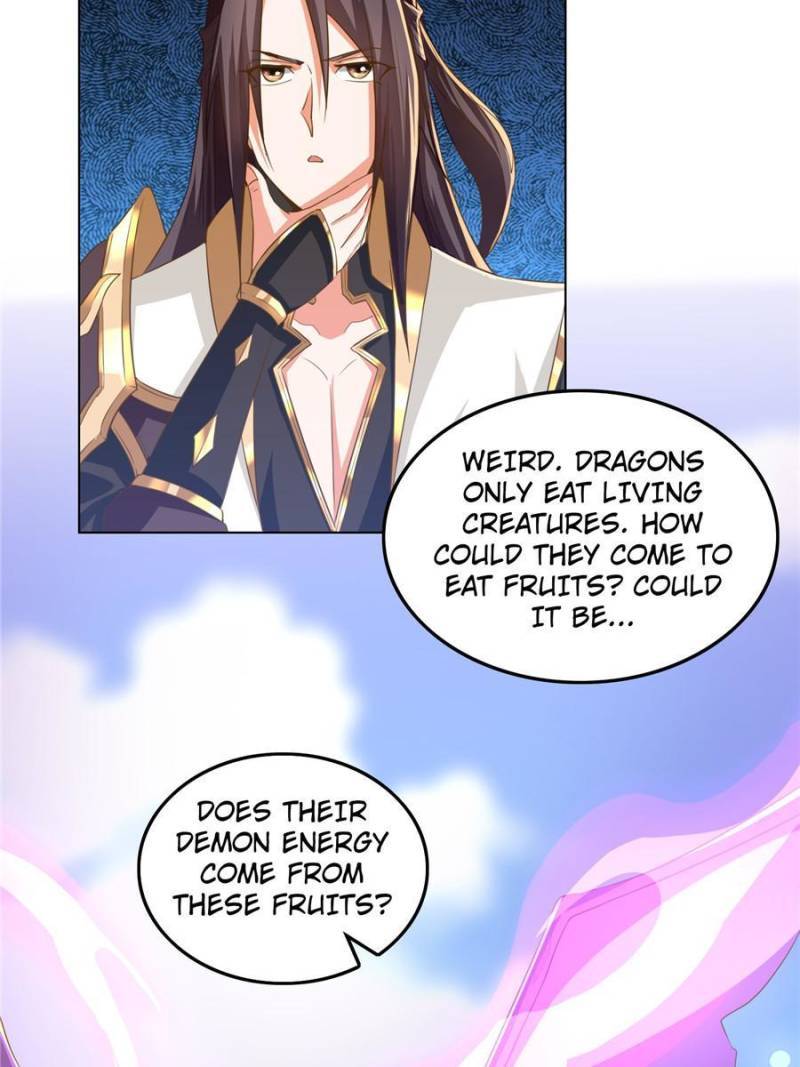 WEIRD. DRAGONS
ONLY EAT LIVING
CREATURES. HOW
COULD THEY COME TO
EAT FRUITS? COULD
IT BE...
DOES THEIR
DEMON ENERGY
COME FROM
THESE FRUITS?